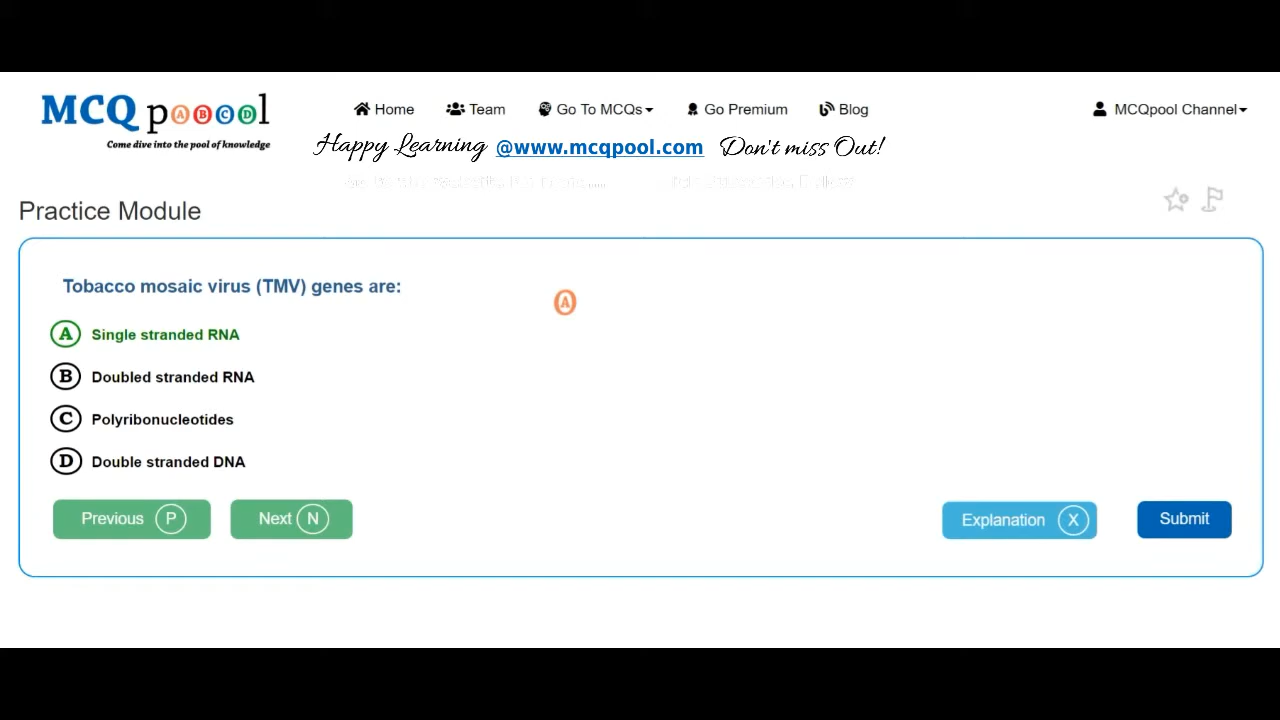 MCQ pABCDl
Come dive into the pool of knowledge
Home Team Go To MCQs Go Premium Blog MCQpool Channel
Happy Learning @www.mcqpool.com Don't miss Out!
Practice Module
Tobacco mosaic virus (TMV) genes are:
A
A Single stranded RNA
B Doubled stranded RNA
C Polyribonucleotides
D Double stranded DNA
Previous P Next N Explanation X Submit